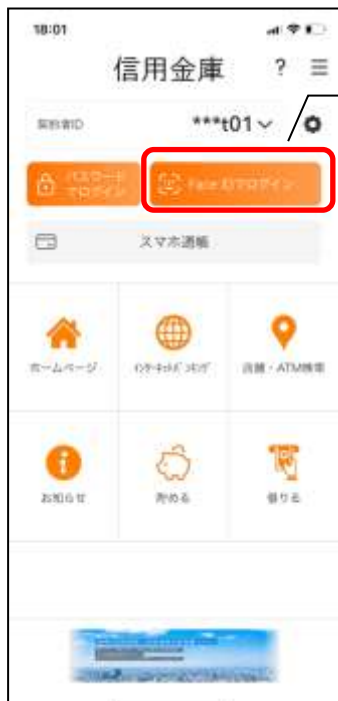 18:01
信用金庫 ? ≡
契約者ID ***t01
パスワード
でログイン
Face IDでログイン
スマホ通帳
ホームページ
インターネットバンキング
店舗・ATM検索
お知らせ
貯める
借りる